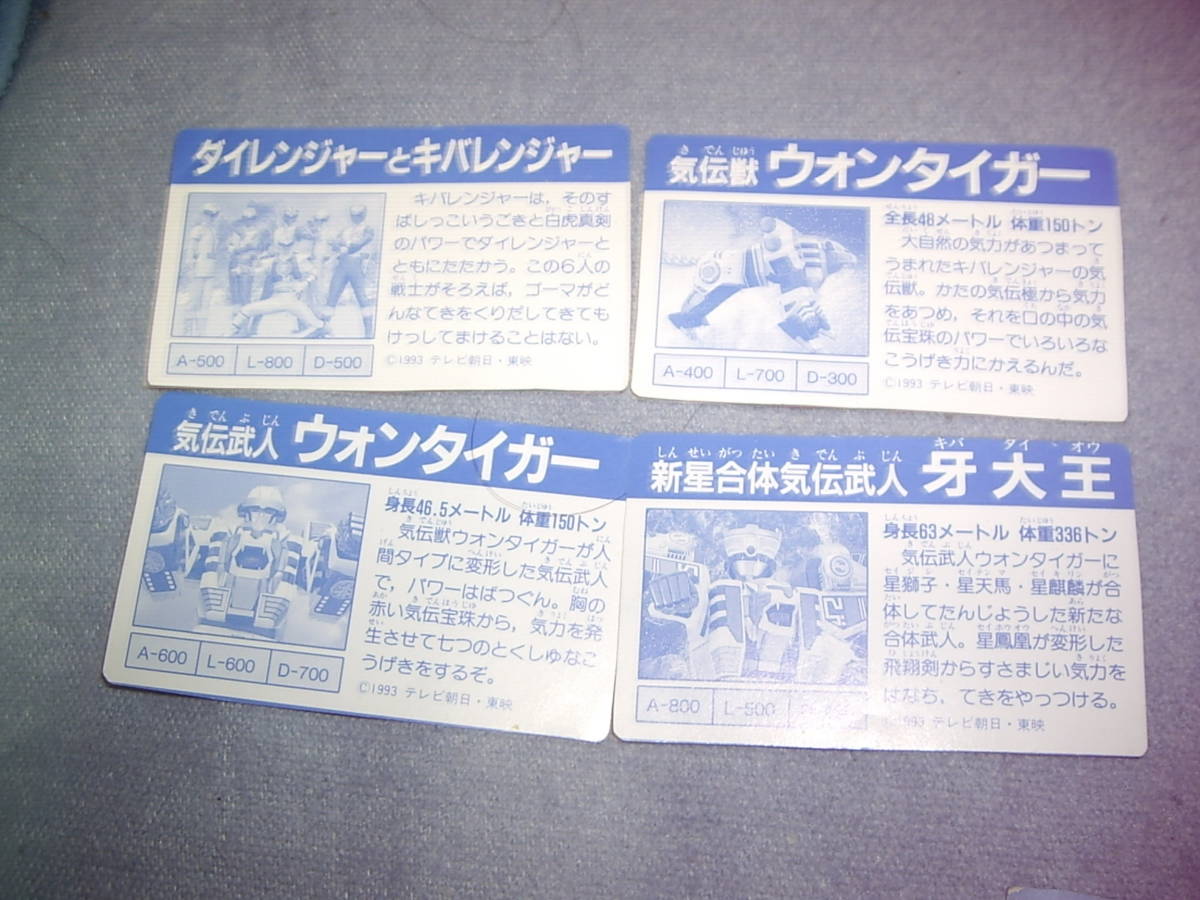 ダイレンジャーとキバレンジャー
キバレンジャーは，そのす
ばしっこいうごきと白虎真剣
のパワーでダイレンジャーと
ともにたたかう。この6人の
戦士がそろえば，ゴーマがど
んなてきをくりだしてきても
けっしてまけることはない。
A-500 L-800 D-500
©1993 テレビ朝日・東映
気伝獣 ウォンタイガー
全長48メートル 体重150トン
大自然の気力があつまって
うまれたキバレンジャーの気
伝獣。かたの気伝極から気力
をあつめ，それを口の中の気
伝宝珠のパワーでいろいろな
こうげき力にかえるんだ。
A-400 L-700 D-300
©1993 テレビ朝日・東映
気伝武人 ウォンタイガー
身長46.5メートル 体重150トン
気伝獣ウォンタイガーが人
間タイプに変形した気伝武人
で，パワーはばつぐん。胸の
赤い気伝宝珠から，気力を発
生させて七つのとくしゅなこ
うげきをするぞ。
A-600 L-600 D-700
©1993 テレビ朝日・東映
新星合体気伝武人 牙大王
身長63メートル 体重336トン
気伝武人ウォンタイガーに
星獅子・星天馬・星麒麟が合
体してたんじょうした新たな
合体武人。星鳳凰が変形した
飛翔剣からすさまじい気力を
はなち，てきをやっつける。
A-800 L-500
©1993 テレビ朝日・東映